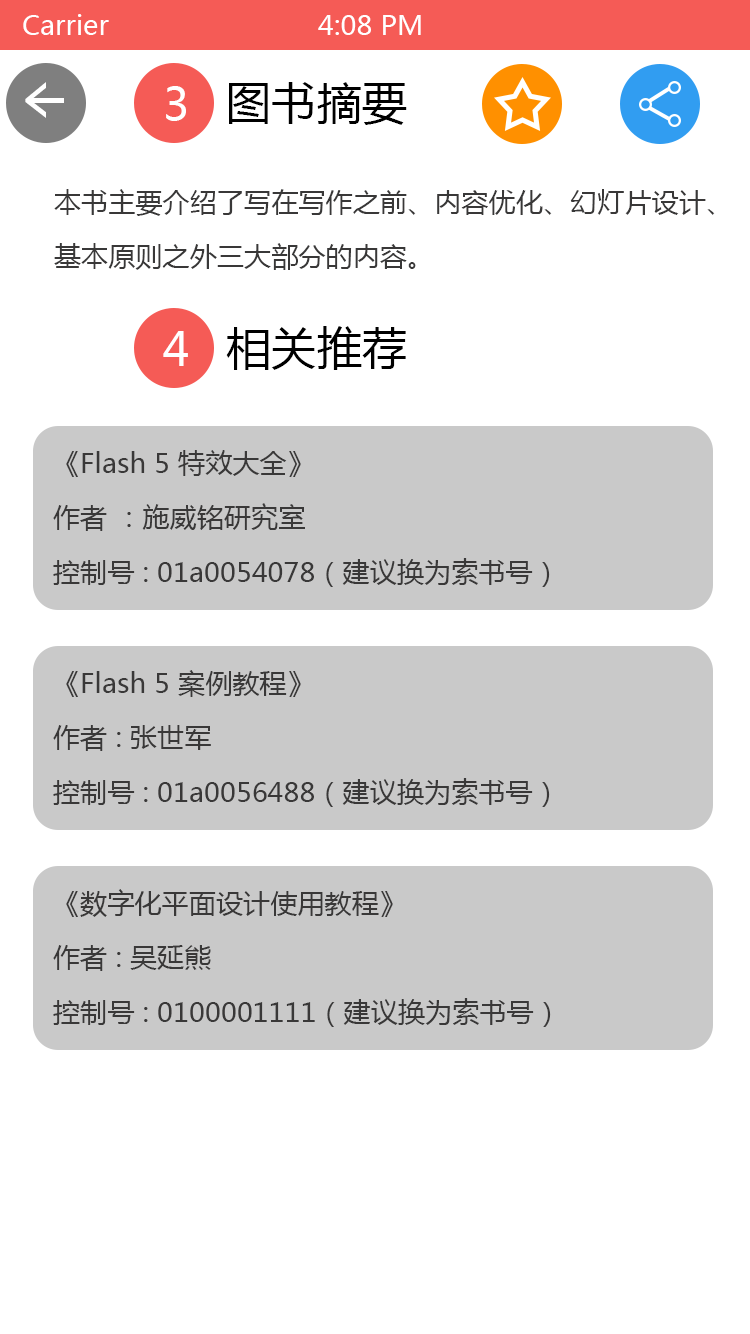 Carrier 4:08 PM
3 图书摘要
本书主要介绍了写在写作之前、内容优化、幻灯片设计、
基本原则之外三大部分的内容。
4 相关推荐
《Flash 5 特效大全》
作者 ：施威铭研究室
控制号：01a0054078（建议换为索书号）
《Flash 5 案例教程》
作者：张世军
控制号：01a0056488（建议换为索书号）
《数字化平面设计使用教程》
作者：吴延熊
控制号：0100001111（建议换为索书号）